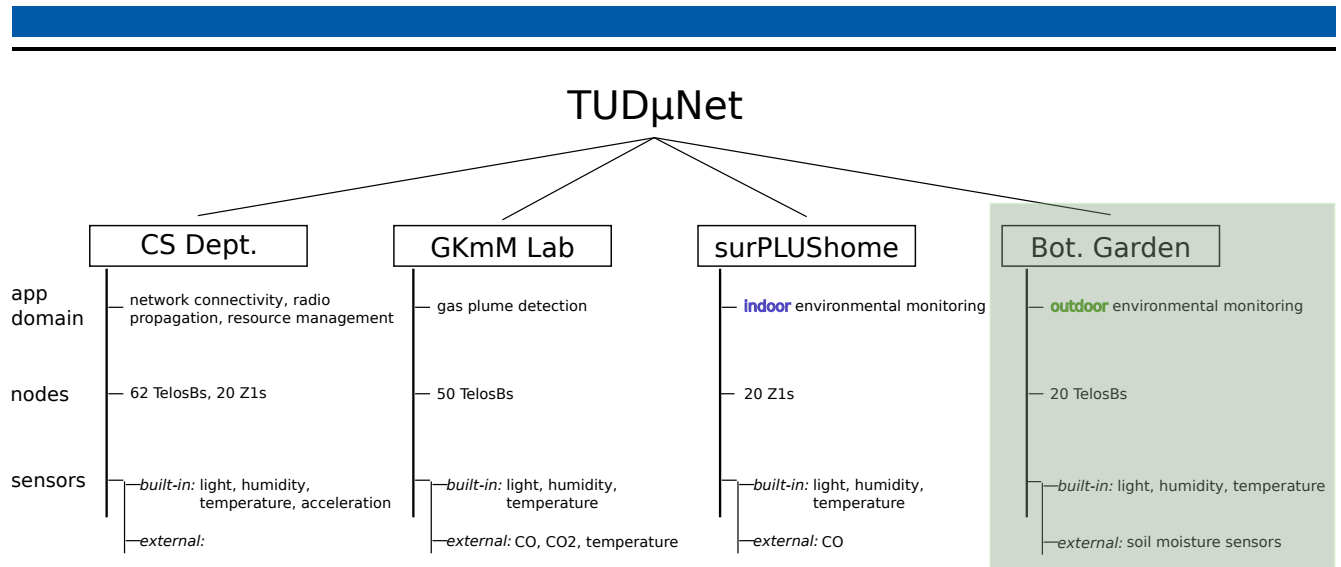 TUDμNet
CS Dept.
GKmM Lab
surPLUShome
Bot. Garden
app
domain
network connectivity, radio
propagation, resource management
gas plume detection
indoor environmental monitoring
outdoor environmental monitoring
nodes
62 TelosBs, 20 Z1s
50 TelosBs
20 Z1s
20 TelosBs
sensors
built-in: light, humidity,
temperature, acceleration
external:
built-in: light, humidity,
temperature
external: CO, CO2, temperature
built-in: light, humidity,
temperature
external: CO
built-in: light, humidity, temperature
external: soil moisture sensors